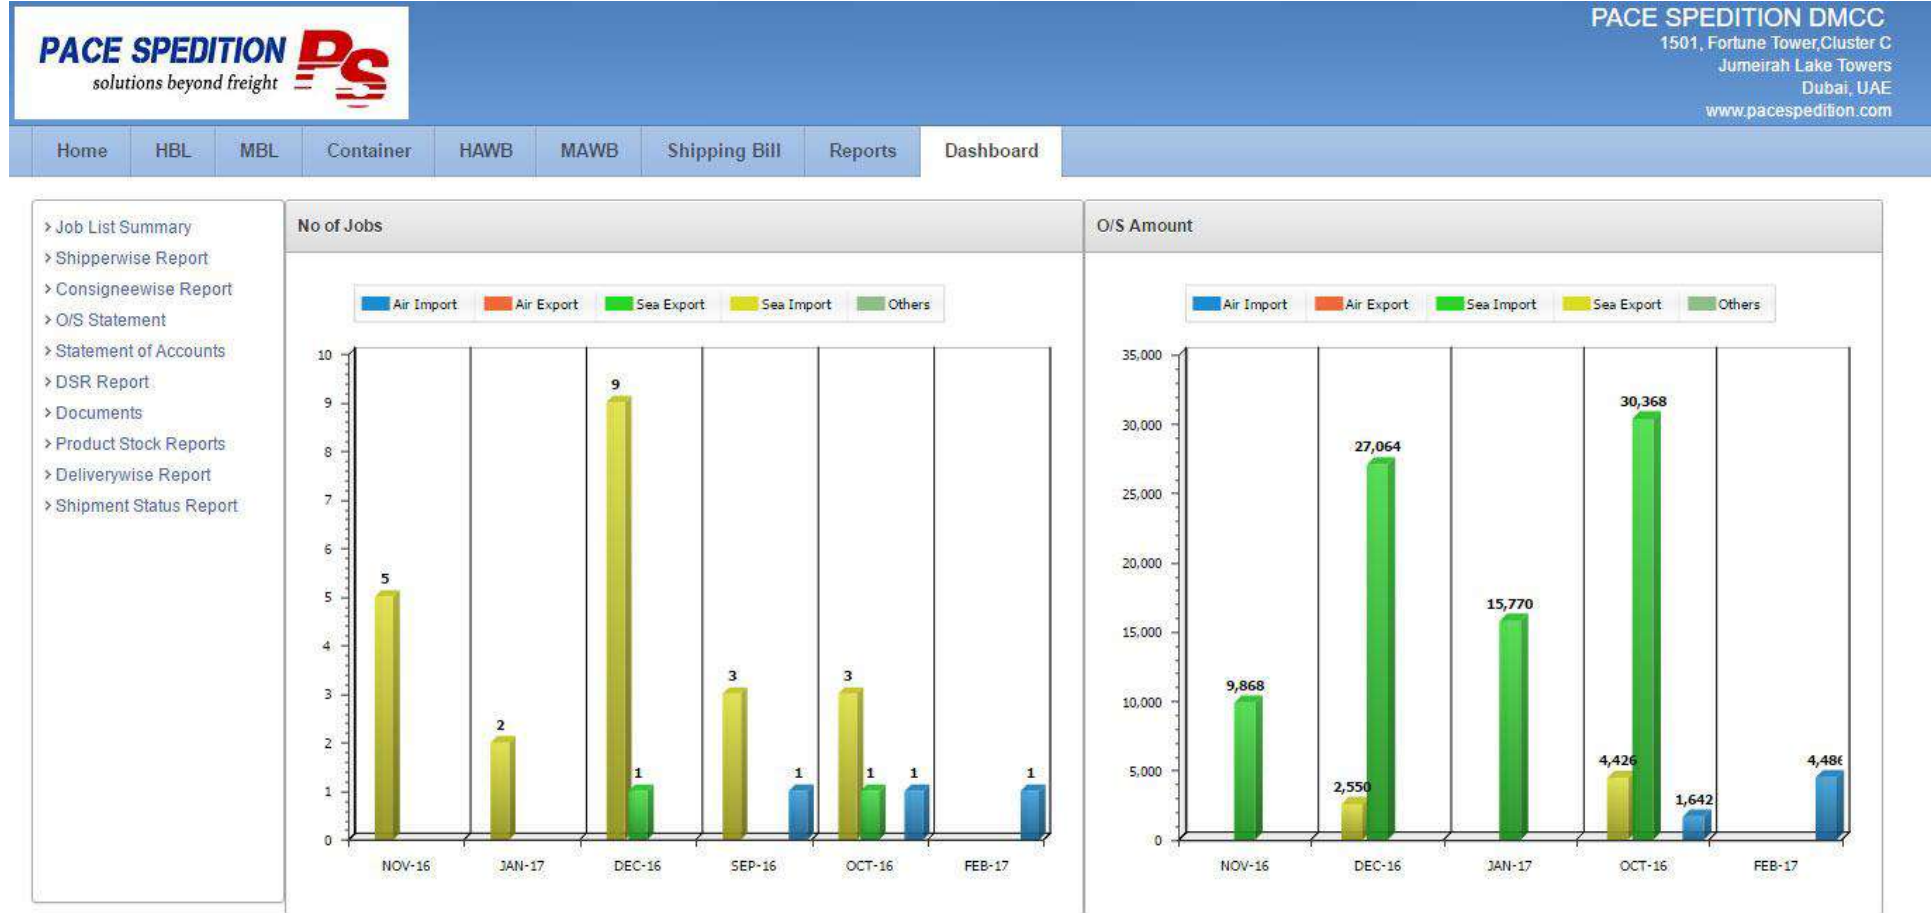 PACE SPEDITION
solutions beyond freight
PS
PACE SPEDITION DMCC
1501, Fortune Tower,Cluster C
Jumeirah Lake Towers
Dubai, UAE
www.pacespedition.com
Home HBL MBL Container HAWB MAWB Shipping Bill Reports Dashboard
> Job List Summary
> Shipperwise Report
> Consigneewise Report
> O/S Statement
> Statement of Accounts
> DSR Report
> Documents
> Product Stock Reports
> Deliverywise Report
> Shipment Status Report
No of Jobs
Air Import Air Export Sea Export Sea Import Others
10
9
8
7
6
5
4
3
2
1
0
5
2
9
1
3
1
3
1
1
1
NOV-16 JAN-17 DEC-16 SEP-16 OCT-16 FEB-17
O/S Amount
Air Import Air Export Sea Import Sea Export Others
35,000
30,000
25,000
20,000
15,000
10,000
5,000
0
9,868
2,550
27,064
15,770
4,426
30,368
1,642
4,486
NOV-16 DEC-16 JAN-17 OCT-16 FEB-17